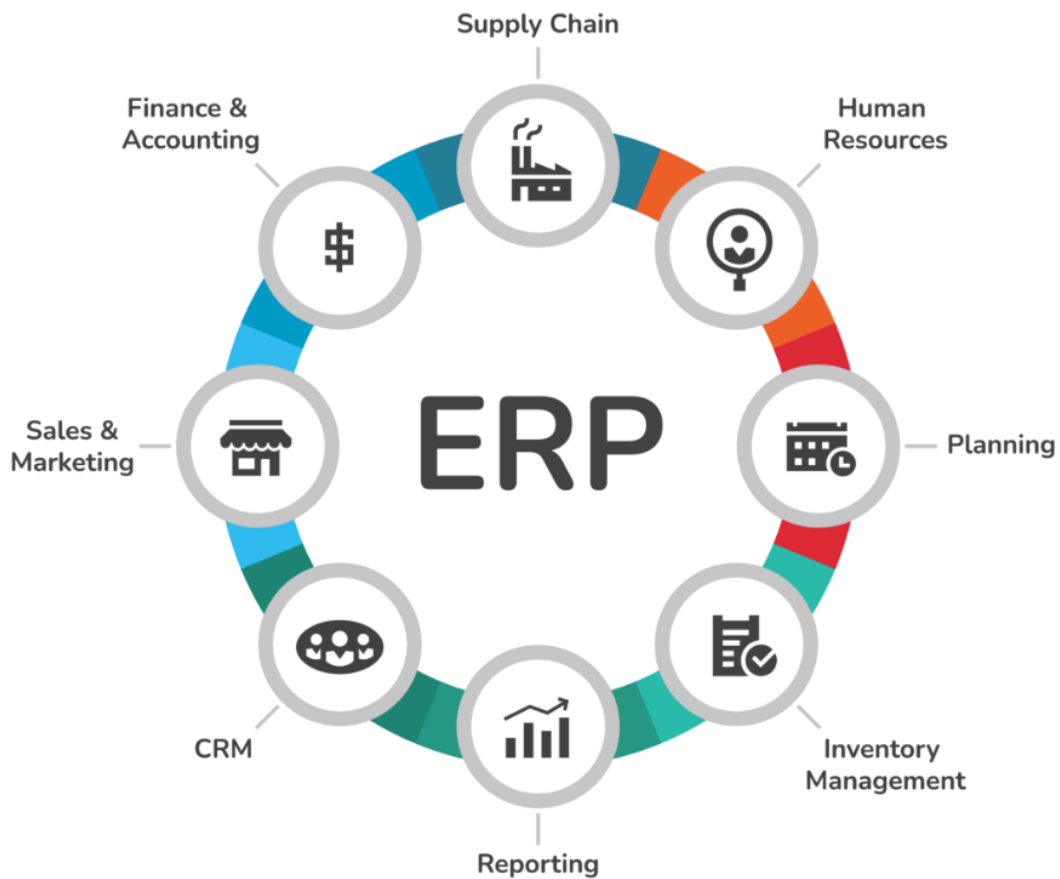 Supply Chain
Finance &
Accounting
Human
Resources
$
Sales &
Marketing
ERP
Planning
CRM
Inventory
Management
Reporting